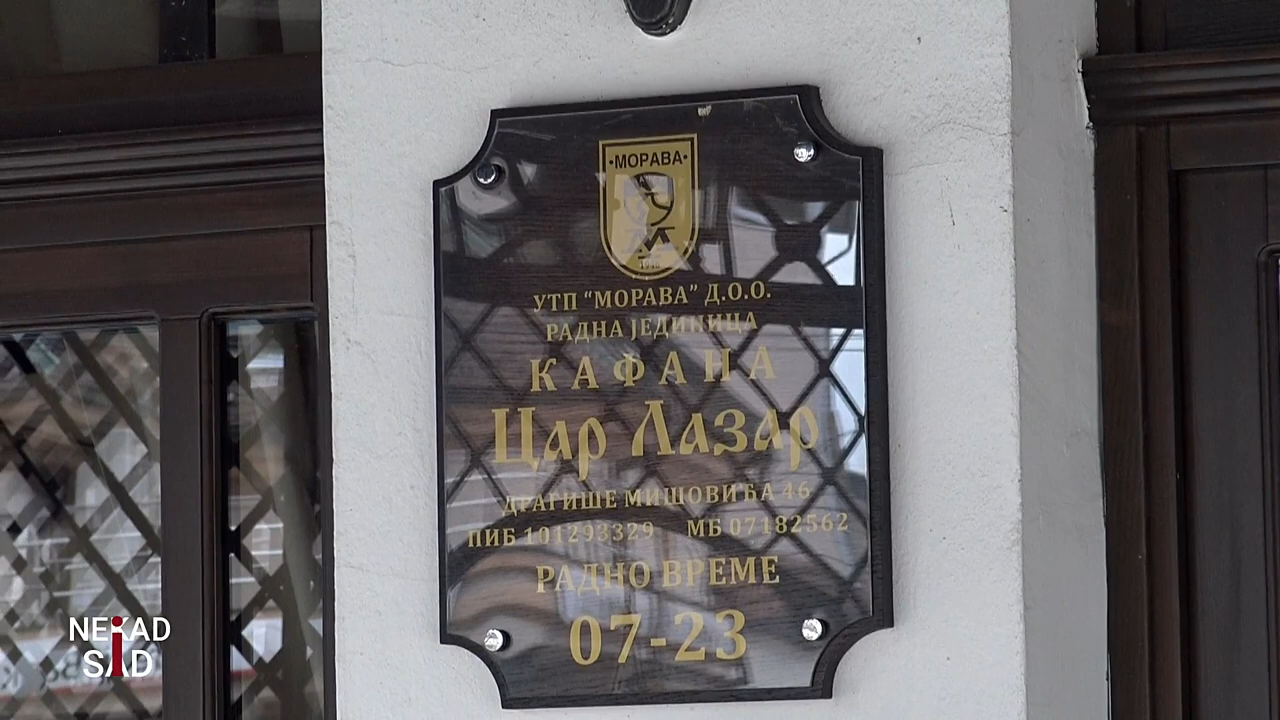 ·МОРАВА·
УТП “МОРАВА” Д.О.О.
РАДНА ЈЕДИНИЦА
КАФАНА
Цар Лазар
ДРАГИШЕ МИШОВИЋА 46
ПИБ 101293329 МБ 07182562
РАДНО ВРЕМЕ
07-23
NEKAD i SAD